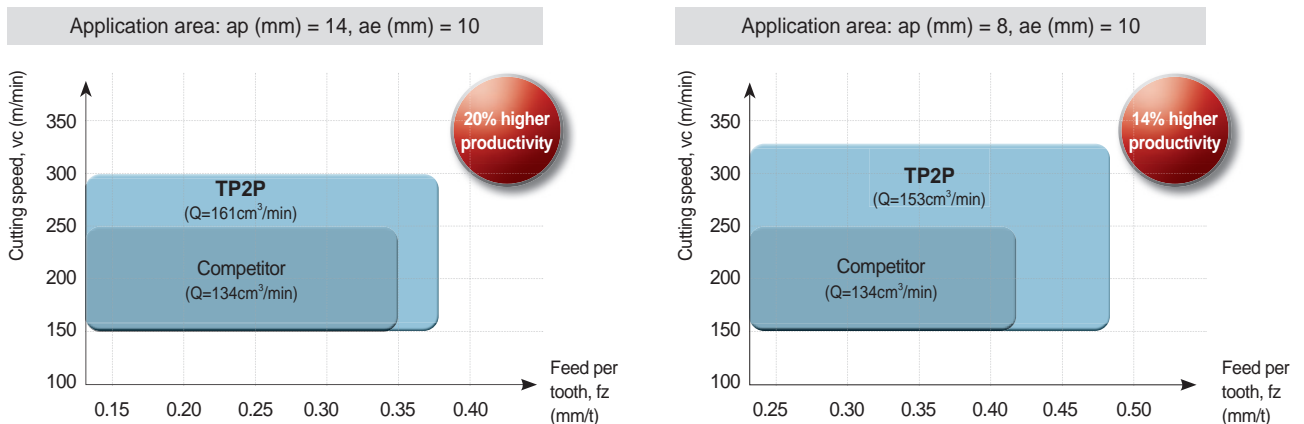 Application area: ap (mm) = 14, ae (mm) = 10
Cutting speed, vc (m/min)
350
300
250
200
150
100
20% higher
productivity
TP2P
(Q=161cm³/min)
Competitor
(Q=134cm³/min)
0.15 0.20 0.25 0.30 0.35 0.40
Feed per
tooth, fz
(mm/t)
Application area: ap (mm) = 8, ae (mm) = 10
Cutting speed, vc (m/min)
350
300
250
200
150
100
14% higher
productivity
TP2P
(Q=153cm³/min)
Competitor
(Q=134cm³/min)
0.25 0.30 0.35 0.40 0.45 0.50
Feed per
tooth, fz
(mm/t)